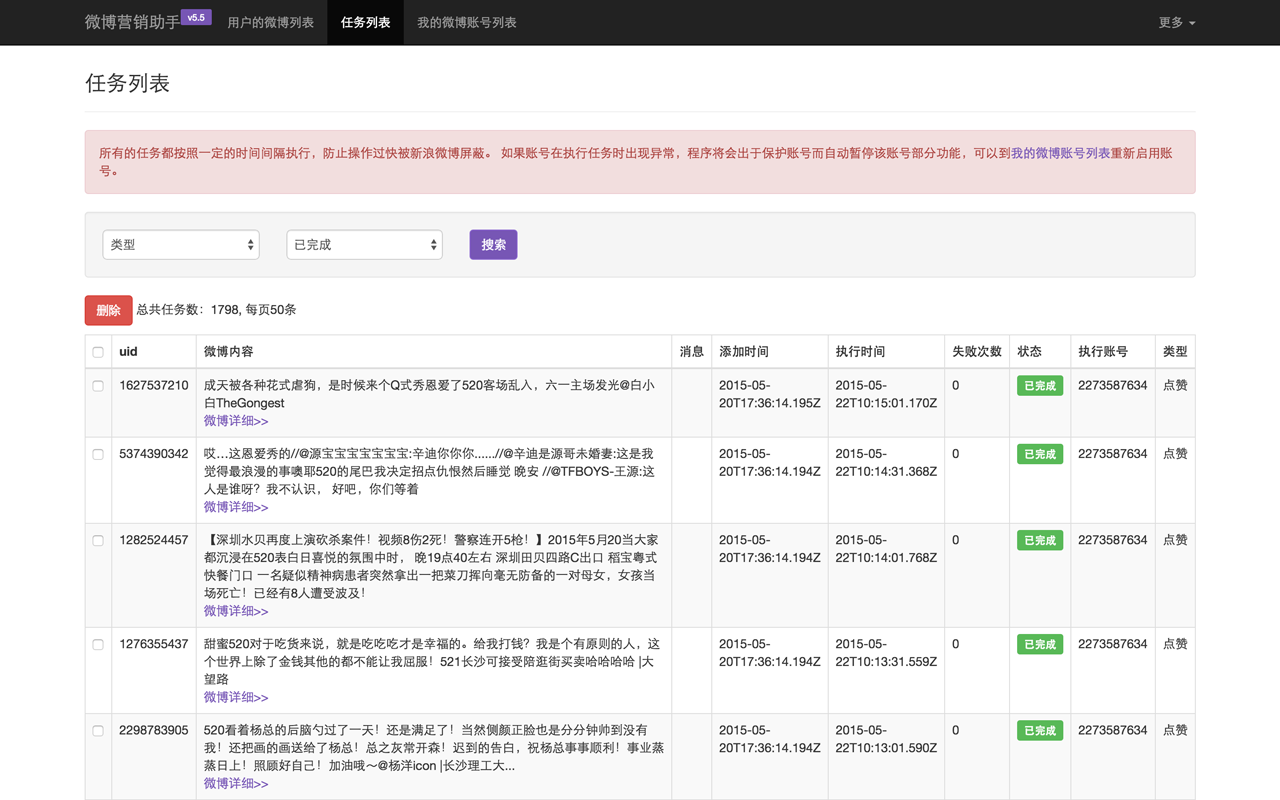 微博营销助手 v5.5 用户的微博列表 任务列表 我的微博账号列表 更多
任务列表
所有的任务都按照一定的时间间隔执行，防止操作过快被新浪微博屏蔽。 如果账号在执行任务时出现异常，程序将会出于保护账号而自动暂停该账号部分功能，可以到我的微博账号列表重新启用账
号。
类型 已完成 搜索
删除 总共任务数：1798, 每页50条
uid 微博内容 消息 添加时间 执行时间 失败次数 状态 执行账号 类型
1627537210 成天被各种花式虐狗，是时候来个Q式秀恩爱了520客场乱入，六一主场发光@白小 2015-05- 2015-05- 0 已完成 2273587634 点赞
白TheGongest 20T17:36:14.195Z 22T10:15:01.170Z
微博详细>>
5374390342 哎…这恩爱秀的//@源宝宝宝宝宝宝宝:辛迪你你你......//@辛迪是源哥未婚妻:这是我 2015-05- 2015-05- 0 已完成 2273587634 点赞
觉得最浪漫的事噢耶520的尾巴我决定招点仇恨然后睡觉 晚安 //@TFBOYS-王源:这 20T17:36:14.194Z 22T10:14:31.368Z
人是谁呀？我不认识， 好吧，你们等着
微博详细>>
1282524457 【深圳水贝再度上演砍杀案件！视频8伤2死！警察连开5枪！】2015年5月20当大家 2015-05- 2015-05- 0 已完成 2273587634 点赞
都沉浸在520表白日喜悦的氛围中时， 晚19点40左右 深圳田贝四路C出口 稻宝粤式 20T17:36:14.194Z 22T10:14:01.768Z
快餐门口 一名疑似精神病患者突然拿出一把菜刀挥向毫无防备的一对母女，女孩当
场死亡！已经有8人遭受波及！
微博详细>>
1276355437 甜蜜520对于吃货来说，就是吃吃吃才是幸福的。给我打钱？我是个有原则的人，这 2015-05- 2015-05- 0 已完成 2273587634 点赞
个世界上除了金钱其他的都不能让我屈服！521长沙可接受陪逛街买卖哈哈哈哈 |大 20T17:36:14.194Z 22T10:13:31.559Z
望路
微博详细>>
2298783905 520看着杨总的后脑勺过了一天！还是满足了！当然侧颜正脸也是分分钟帅到没有 2015-05- 2015-05- 0 已完成 2273587634 点赞
我！还把画的画送给了杨总！总之灰常开森！迟到的告白，祝杨总事事顺利！事业蒸 20T17:36:14.194Z 22T10:13:01.590Z
蒸日上！照顾好自己！加油哦～@杨洋icon |长沙理工大...
微博详细>>